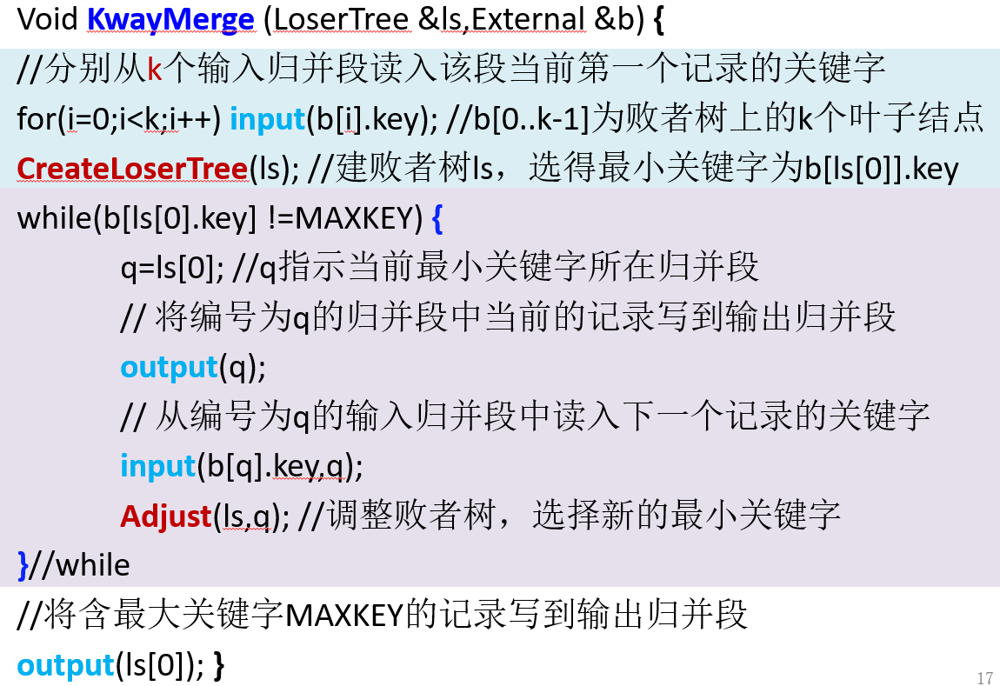 Void KwayMerge (LoserTree &ls,External &b) {
//分别从k个输入归并段读入该段当前第一个记录的关键字
for(i=0;i<k;i++) input(b[i].key); //b[0..k-1]为败者树上的k个叶子结点
CreateLoserTree(ls); //建败者树ls，选得最小关键字为b[ls[0]].key
while(b[ls[0].key] !=MAXKEY) {
q=ls[0]; //q指示当前最小关键字所在归并段
// 将编号为q的归并段中当前的记录写到输出归并段
output(q);
// 从编号为q的输入归并段中读入下一个记录的关键字
input(b[q].key,q);
Adjust(ls,q); //调整败者树，选择新的最小关键字
}//while
//将含最大关键字MAXKEY的记录写到输出归并段
output(ls[0]); }
17